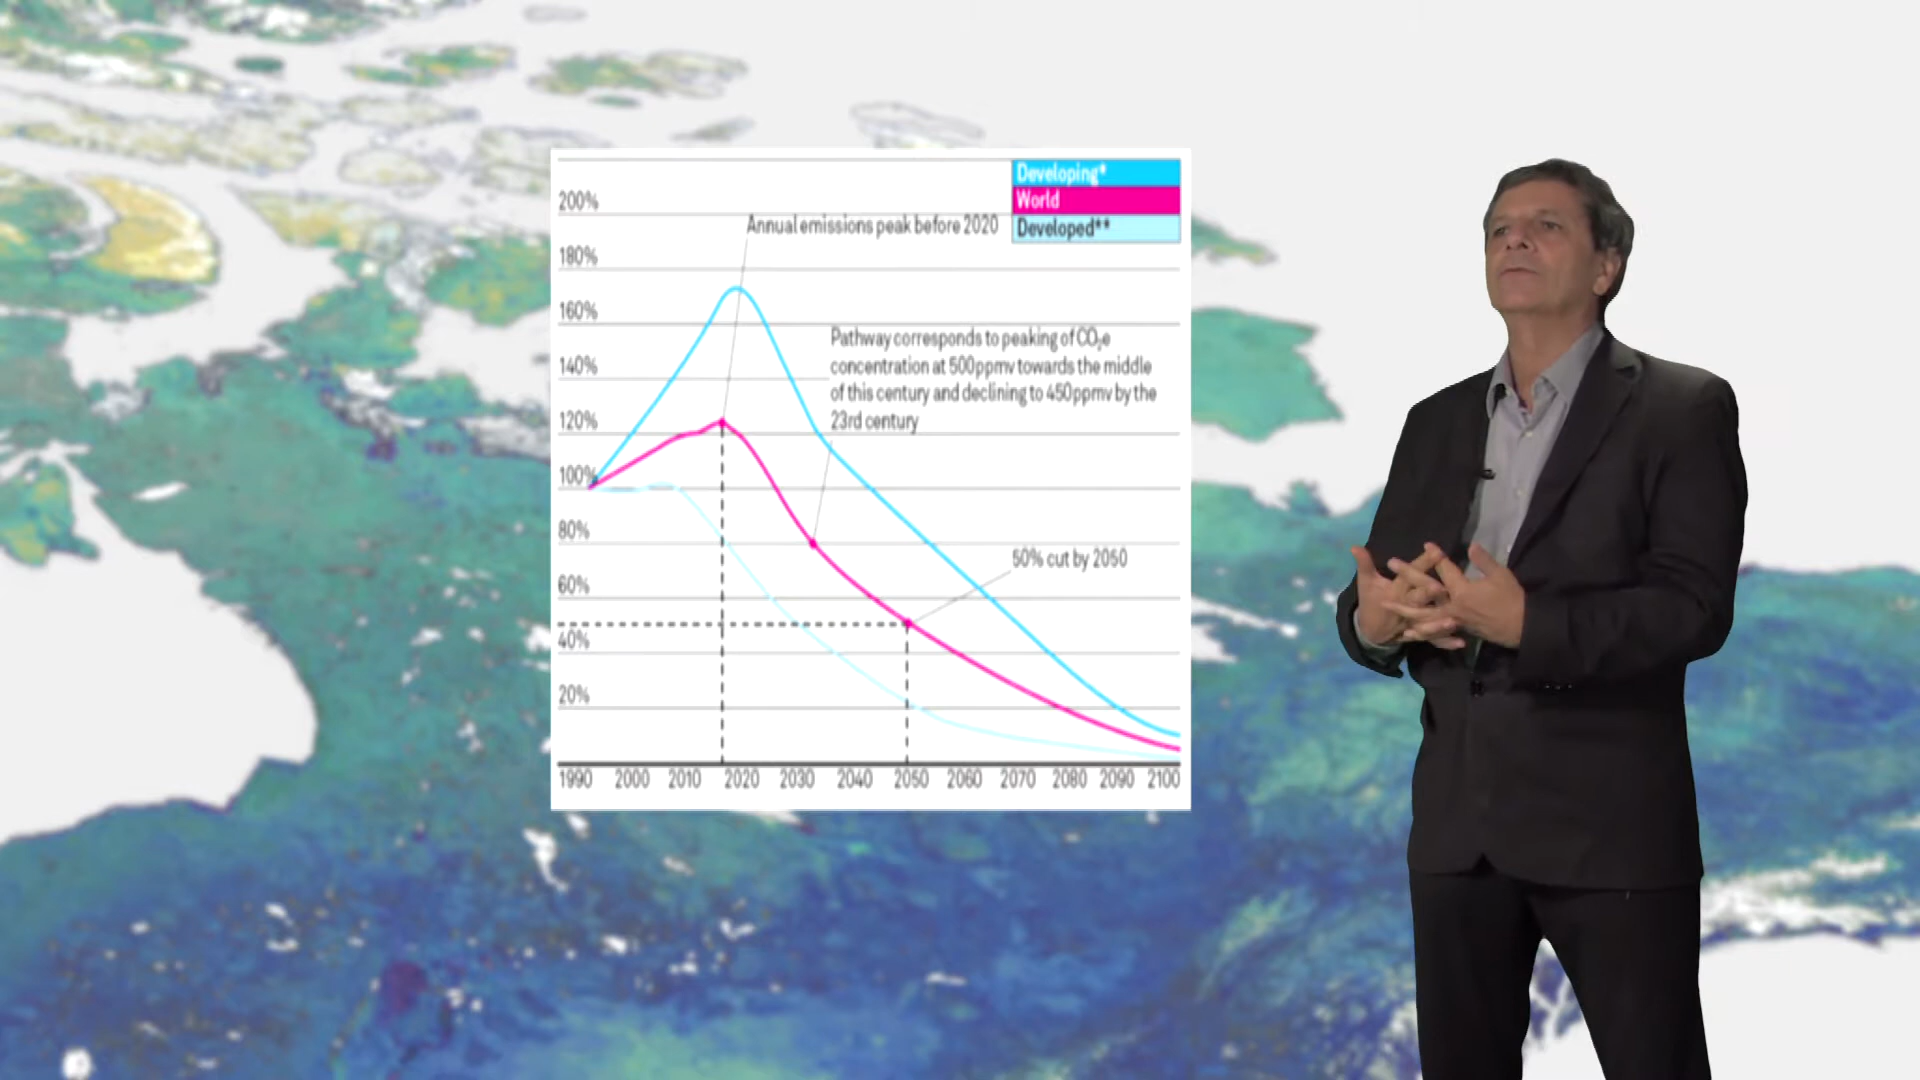 Developing*
World
Developed**
200%
Annual emissions peak before 2020
180%
160%
Pathway corresponds to peaking of CO₂e
concentration at 500ppmv towards the middle
of this century and declining to 450ppmv by the
23rd century
140%
120%
100%
80%
50% cut by 2050
60%
40%
20%
1990 2000 2010 2020 2030 2040 2050 2060 2070 2080 2090 2100